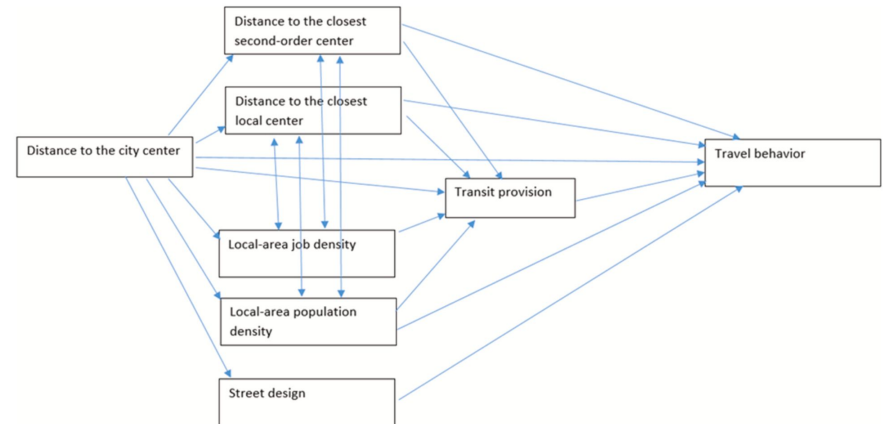 Distance to the closest
second-order center
Distance to the closest
local center
Distance to the city center
Travel behavior
Transit provision
Local-area job density
Local-area population
density
Street design